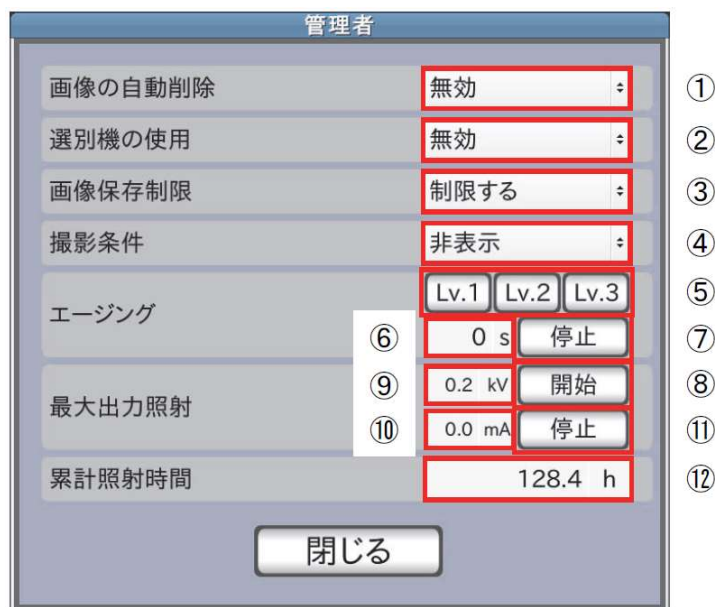 管理者
画像の自動削除 無効 ①
選別機の使用 無効 ②
画像保存制限 制限する ③
撮影条件 非表示 ④
エージング Lv.1 Lv.2 Lv.3 ⑤
⑥ 0 s 停止 ⑦
最大出力照射 ⑨ 0.2 kV 開始 ⑧
⑩ 0.0 mA 停止 ⑪
累計照射時間 128.4 h ⑫
閉じる